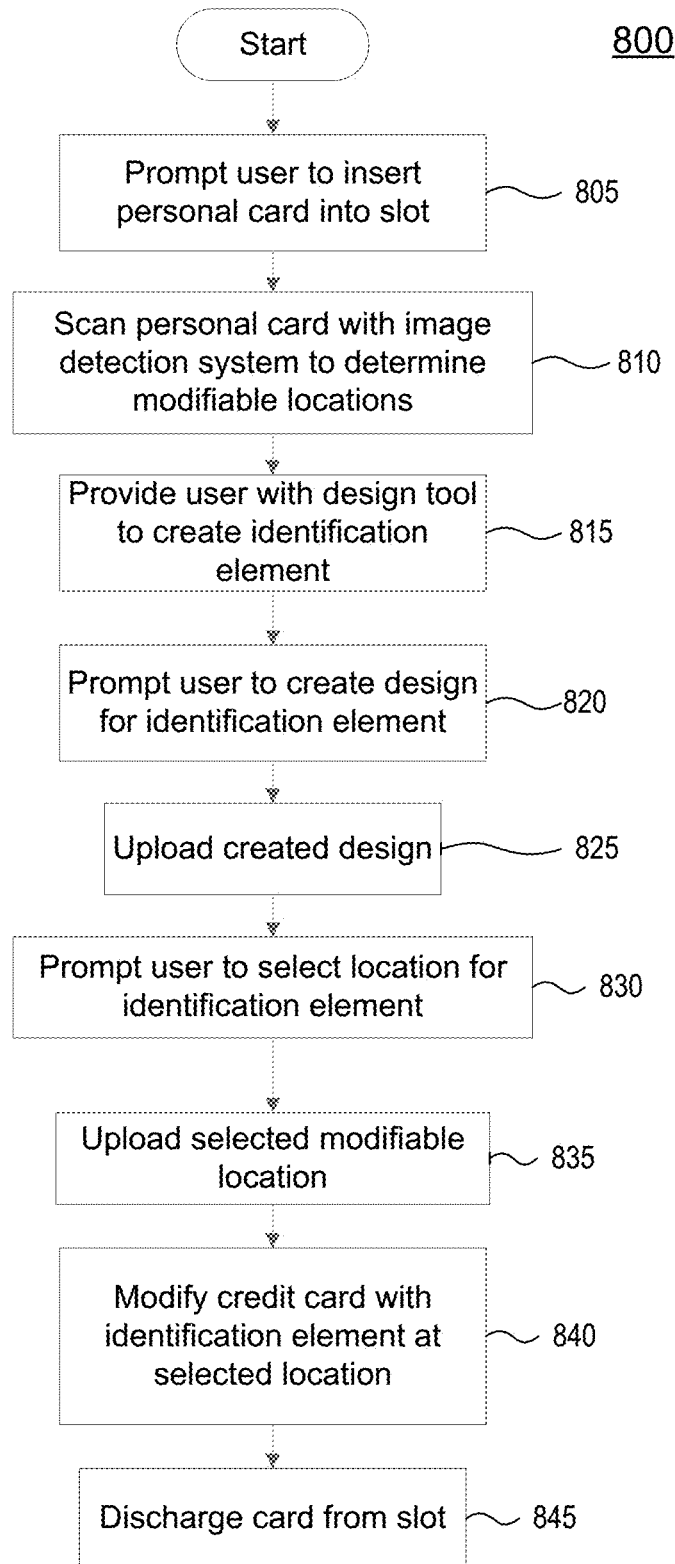 Start
800
Prompt user to insert
personal card into slot
805
Scan personal card with image
detection system to determine
modifiable locations
810
Provide user with design tool
to create identification
element
815
Prompt user to create design
for identification element
820
Upload created design
825
Prompt user to select location for
identification element
830
Upload selected modifiable
location
835
Modify credit card with
identification element at
selected location
840
Discharge card from slot
845